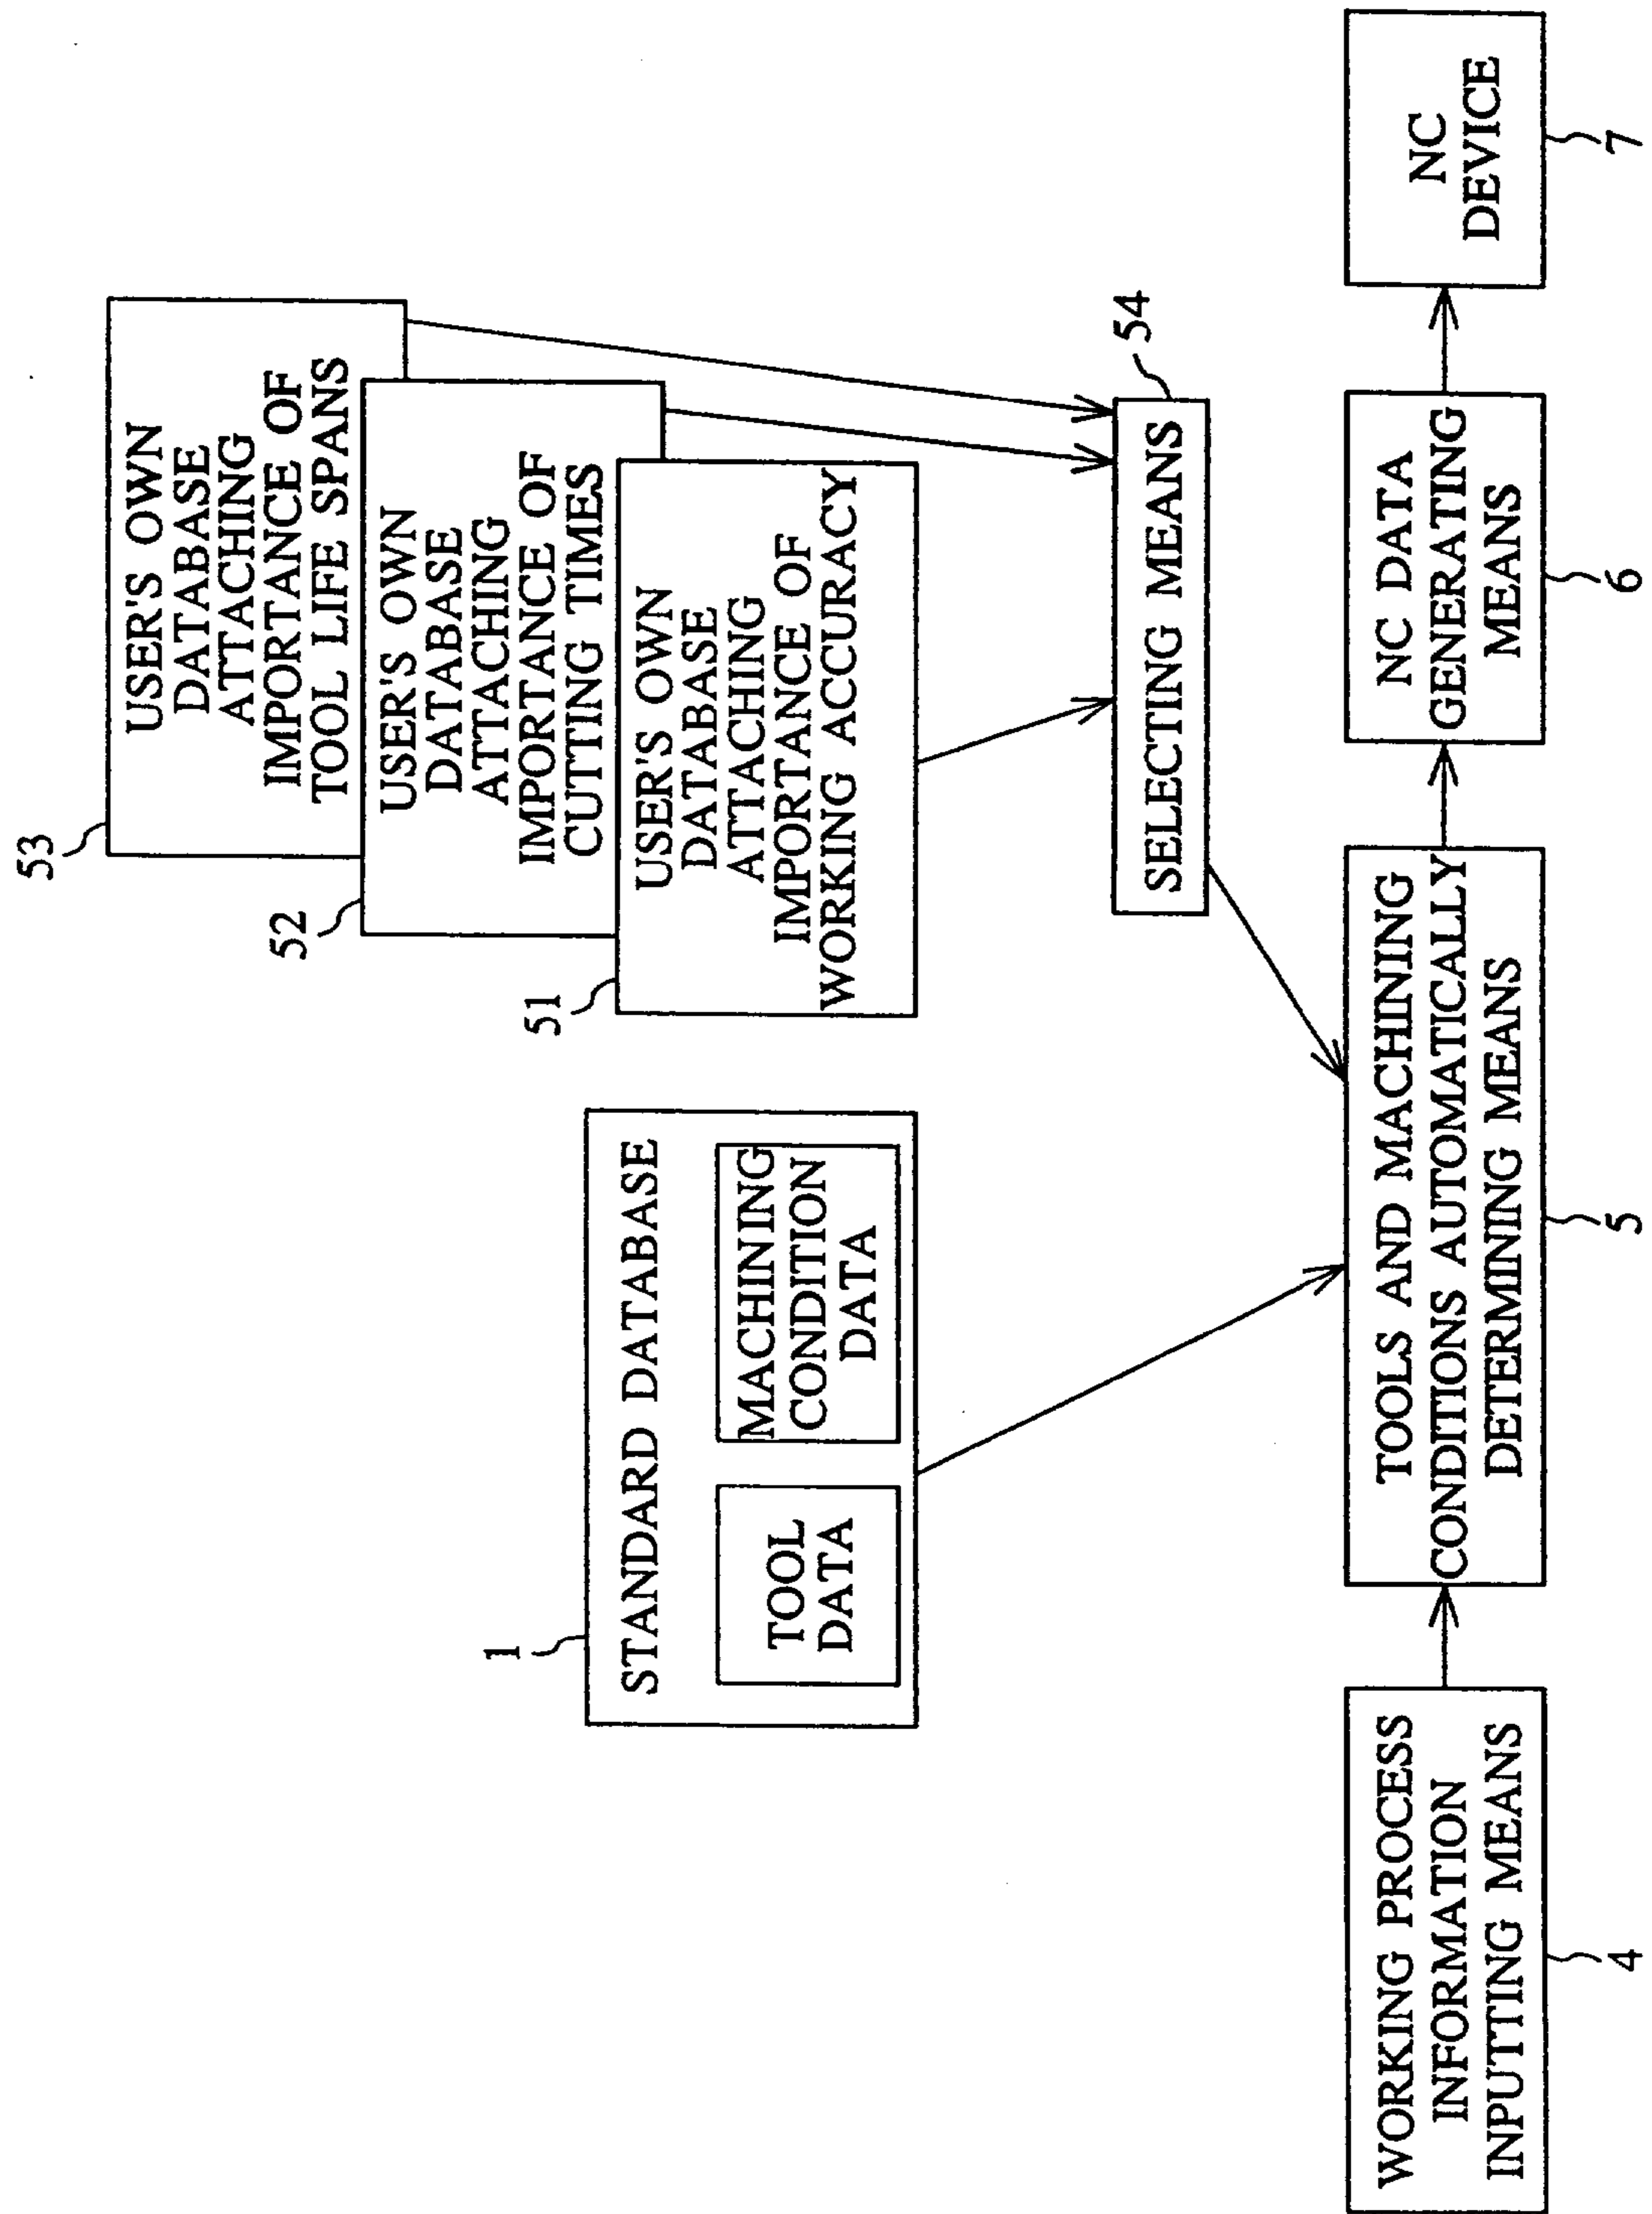 53
USER'S OWN
DATABASE
ATTACHING
IMPORTANCE OF
TOOL LIFE SPANS
52
USER'S OWN
DATABASE
ATTACHING
IMPORTANCE OF
CUTTING TIMES
51
USER'S OWN
DATABASE
ATTACHING
IMPORTANCE OF
WORKING ACCURACY
1
STANDARD DATABASE
TOOL
DATA
MACHINING
CONDITION
DATA
54
SELECTING MEANS
WORKING PROCESS
INFORMATION
INPUTTING MEANS
4
TOOLS AND MACHINING
CONDITIONS AUTOMATICALLY
DETERMINING MEANS
5
NC DATA
GENERATING
MEANS
6
NC
DEVICE
7